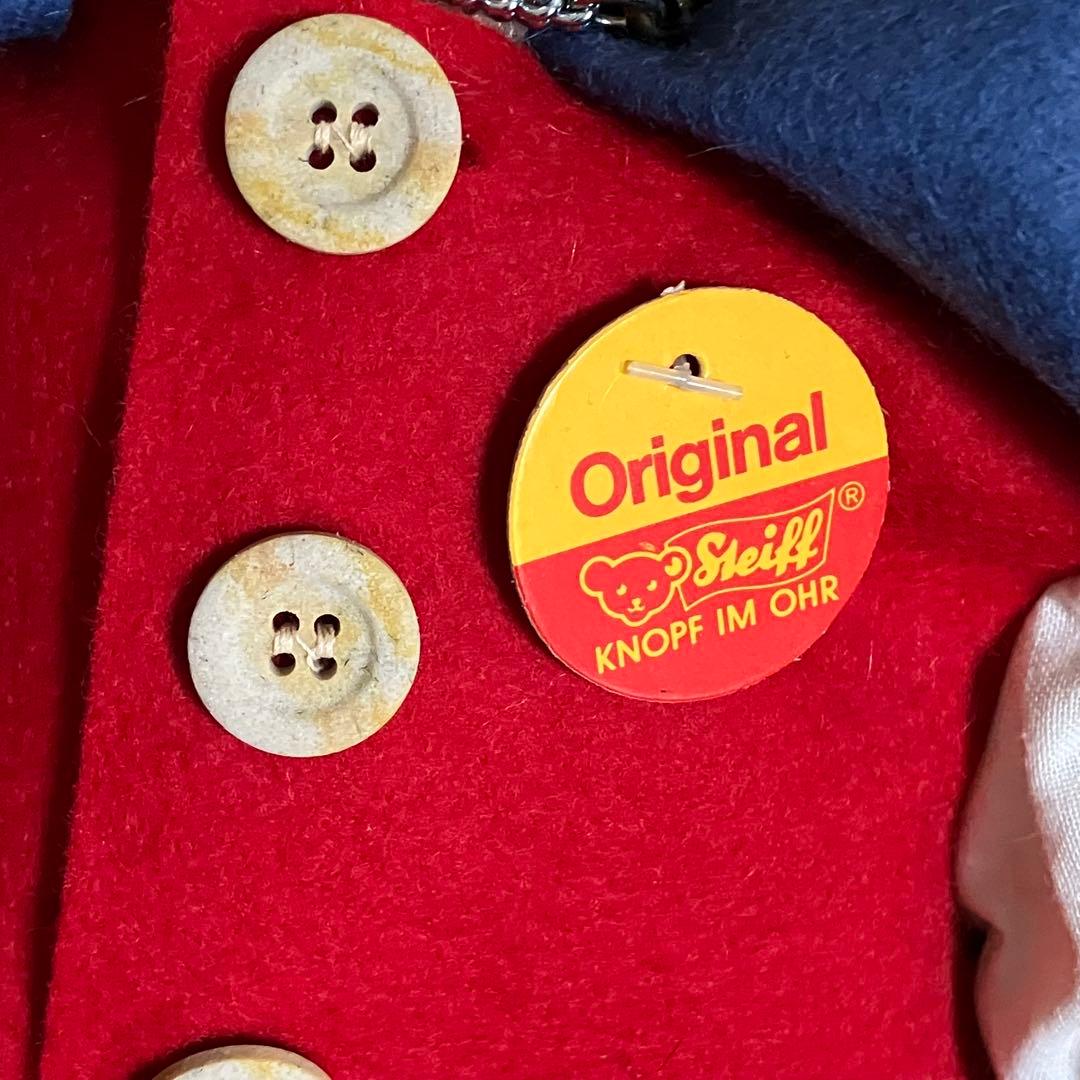 Original
Steiff ®
KNOPF IM OHR